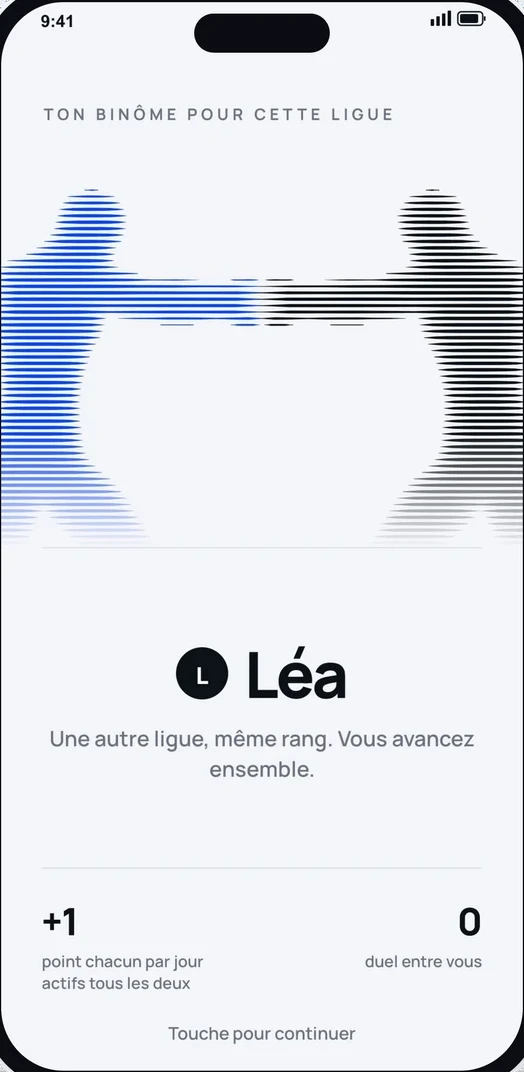 9:41
TON BINÔME POUR CETTE LIGUE
L Léa
Une autre ligue, même rang. Vous avancez
ensemble.
+1
point chacun par jour
actifs tous les deux
0
duel entre vous
Touche pour continuer